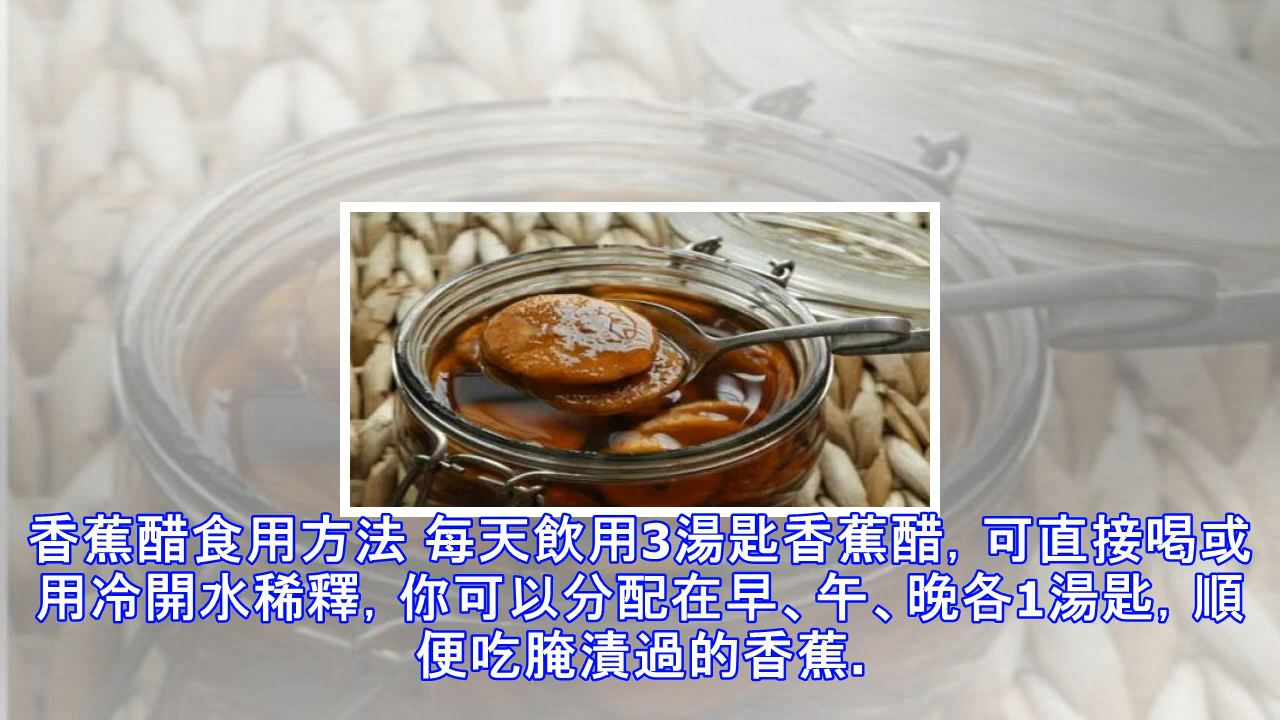 香蕉醋食用方法 每天飲用3湯匙香蕉醋, 可直接喝或
用冷開水稀釋, 你可以分配在早、午、晚各1湯匙, 順
便吃腌漬過的香蕉.